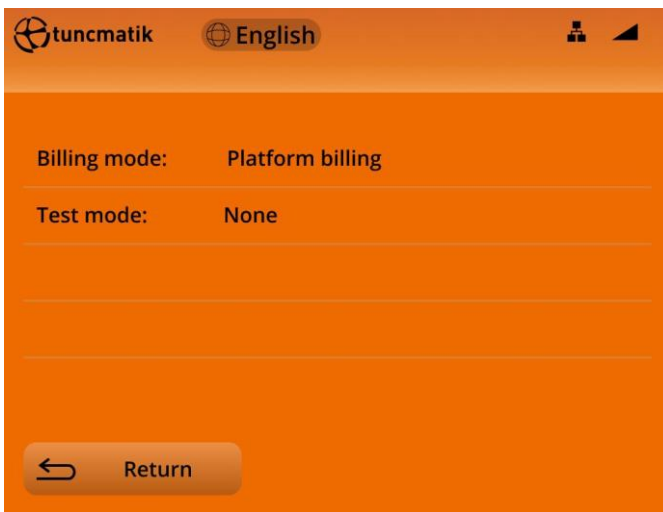 tuncmatik English
Billing mode: Platform billing
Test mode: None
Return